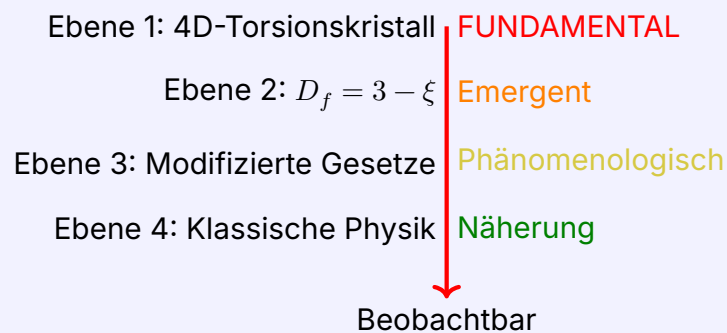 Ebene 1: 4D-Torsionskristall FUNDAMENTAL
Ebene 2: $D_f = 3 - \xi$ Emergent
Ebene 3: Modifizierte Gesetze Phänomenologisch
Ebene 4: Klassische Physik Näherung
Beobachtbar